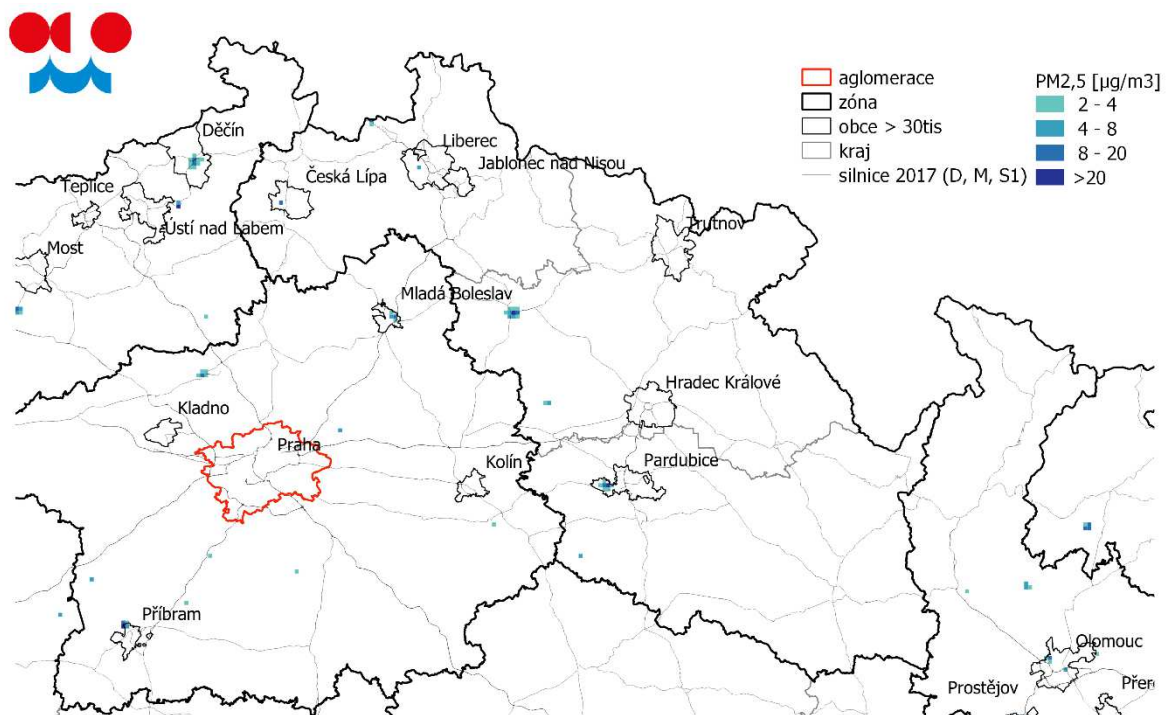 aglomerace
zóna
obce > 30tis
kraj
silnice 2017 (D, M, S1)
PM2,5 [µg/m3]
2 - 4
4 - 8
8 - 20
>20
Děčín
Liberec
Jablonec nad Nisou
Česká Lípa
Teplice
Ústí nad Labem
Trutnov
Most
Mladá Boleslav
Hradec Králové
Kladno
Praha
Kolín
Pardubice
Příbram
Olomouc
Prostějov
Přer